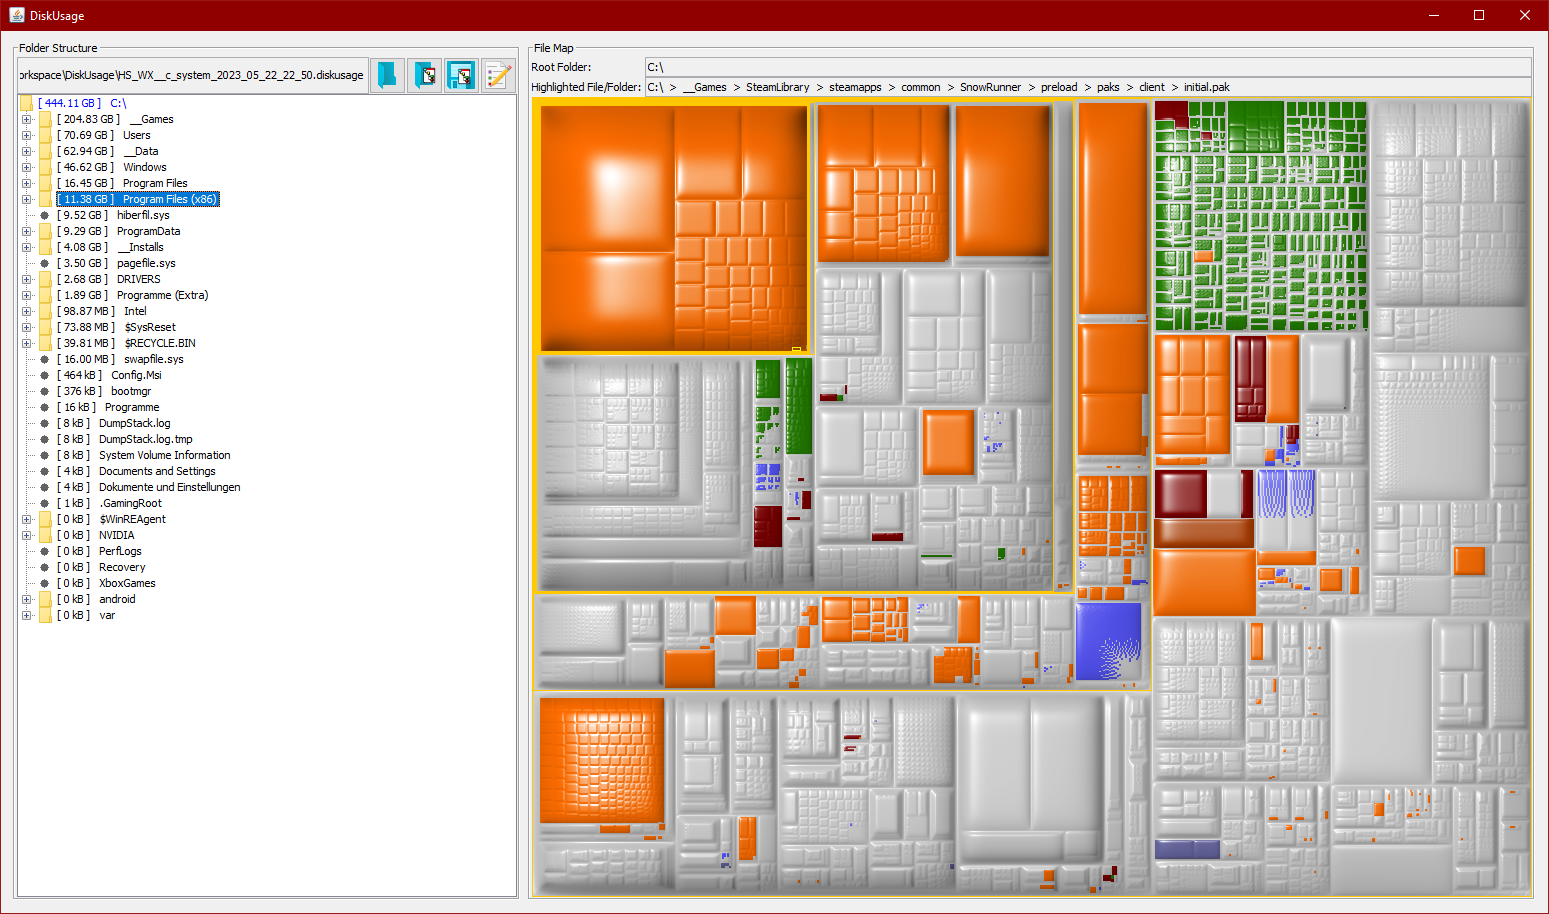 DiskUsage
Folder Structure
orkspace\DiskUsage\HS_WX__c_system_2023_05_22_22_50.diskusage
[ 444.11 GB ] C:\
[ 204.83 GB ] __Games
[ 70.69 GB ] Users
[ 62.94 GB ] __Data
[ 46.62 GB ] Windows
[ 16.45 GB ] Program Files
[ 11.38 GB ] Program Files (x86)
[ 9.52 GB ] hiberfil.sys
[ 9.29 GB ] ProgramData
[ 4.08 GB ] __Installs
[ 3.50 GB ] pagefile.sys
[ 2.68 GB ] DRIVERS
[ 1.89 GB ] Programme (Extra)
[ 98.87 MB ] Intel
[ 73.88 MB ] $SysReset
[ 39.81 MB ] $RECYCLE.BIN
[ 16.00 MB ] swapfile.sys
[ 464 kB ] Config.Msi
[ 376 kB ] bootmgr
[ 16 kB ] Programme
[ 8 kB ] DumpStack.log
[ 8 kB ] DumpStack.log.tmp
[ 8 kB ] System Volume Information
[ 4 kB ] Documents and Settings
[ 4 kB ] Dokumente und Einstellungen
[ 1 kB ] .GamingRoot
[ 0 kB ] $WinREAgent
[ 0 kB ] NVIDIA
[ 0 kB ] PerfLogs
[ 0 kB ] Recovery
[ 0 kB ] XboxGames
[ 0 kB ] android
[ 0 kB ] var
File Map
Root Folder: C:\
Highlighted File/Folder: C:\ > __Games > SteamLibrary > steamapps > common > SnowRunner > preload > paks > client > initial.pak